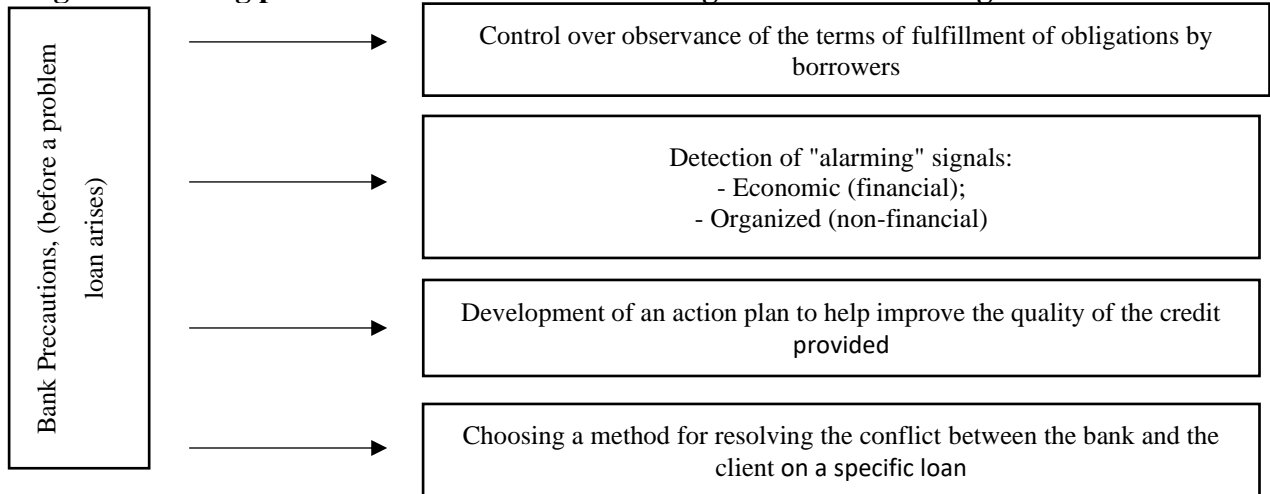 Bank Precautions, (before a problem
loan arises)
Control over observance of the terms of fulfillment of obligations by
borrowers
Detection of "alarming" signals:
- Economic (financial);
- Organized (non-financial)
Development of an action plan to help improve the quality of the credit
provided
Choosing a method for resolving the conflict between the bank and the
client on a specific loan